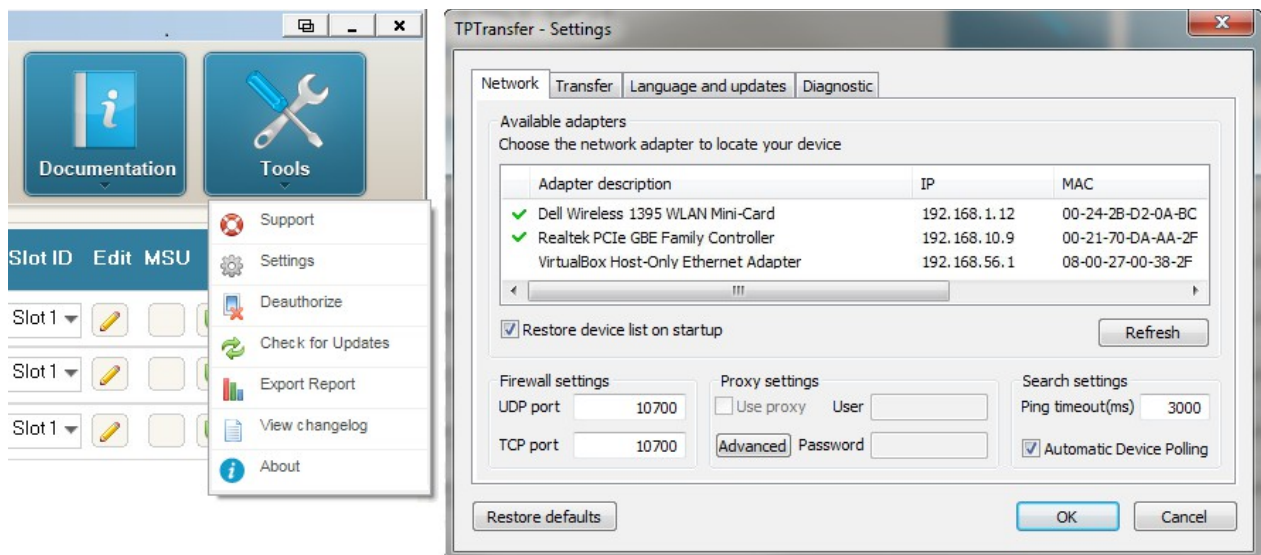 Documentation
Tools
Support
Settings
Deauthorize
Check for Updates
Export Report
View changelog
About
Slot ID Edit MSU
Slot 1
Slot 1
Slot 1
TPTransfer - Settings
Network Transfer Language and updates Diagnostic
Available adapters
Choose the network adapter to locate your device
Adapter description IP MAC
Dell Wireless 1395 WLAN Mini-Card 192.168.1.12 00-24-2B-D2-0A-BC
Realtek PCIe GBE Family Controller 192.168.10.9 00-21-70-DA-AA-2F
VirtualBox Host-Only Ethernet Adapter 192.168.56.1 08-00-27-00-38-2F
Restore device list on startup
Refresh
Firewall settings
UDP port 10700
TCP port 10700
Proxy settings
Use proxy User
Advanced Password
Search settings
Ping timeout(ms) 3000
Automatic Device Polling
Restore defaults
OK
Cancel